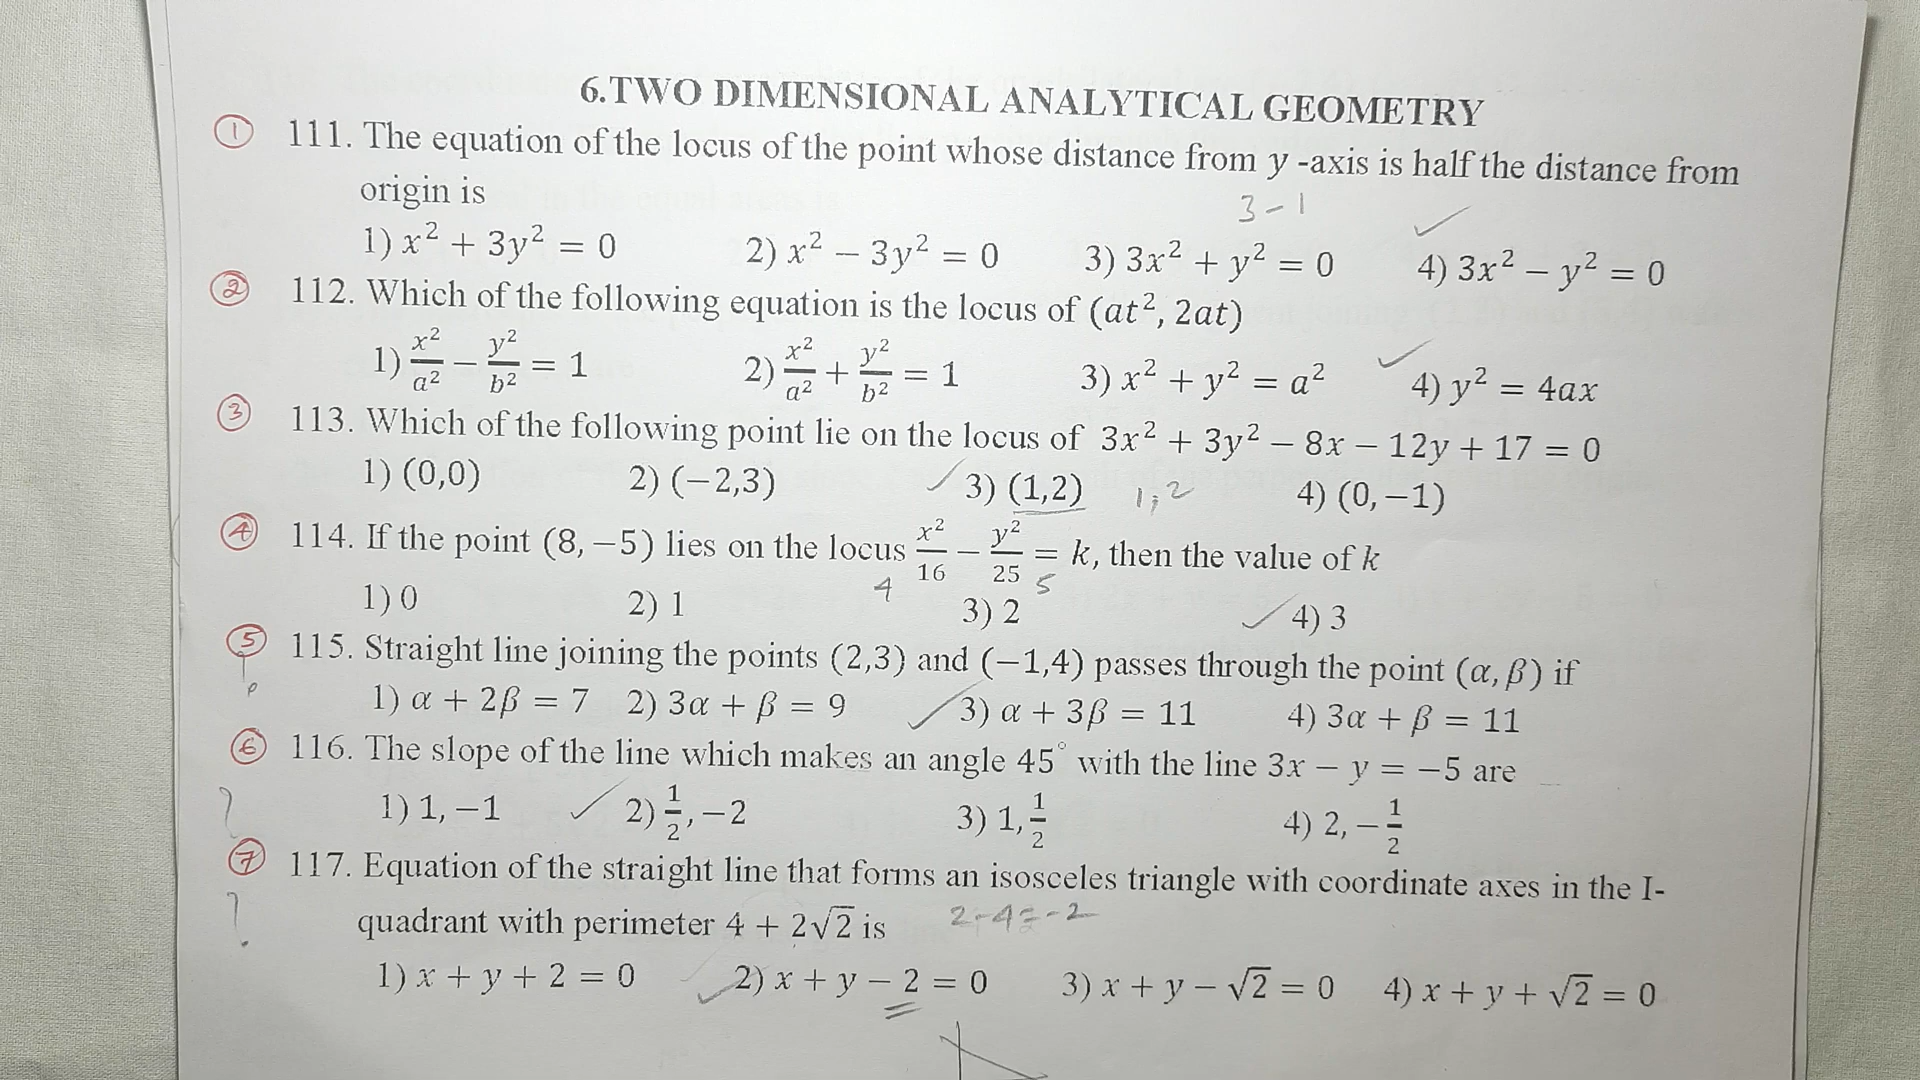 6.TWO DIMENSIONAL ANALYTICAL GEOMETRY
① 111. The equation of the locus of the point whose distance from y -axis is half the distance from
origin is
3-1
1) x² + 3y² = 0 2) x² − 3y² = 0 3) 3x² + y² = 0 ✓ 4) 3x² − y² = 0
② 112. Which of the following equation is the locus of (at², 2at)
1) x²/a² − y²/b² = 1 2) x²/a² + y²/b² = 1 3) x² + y² = a² ✓ 4) y² = 4ax
③ 113. Which of the following point lie on the locus of 3x² + 3y² − 8x − 12y + 17 = 0
1) (0,0) 2) (−2,3) ✓ 3) (1,2) 1;2 4) (0, −1)
④ 114. If the point (8, −5) lies on the locus x²/16 − y²/25 = k, then the value of k
4 5
1) 0 2) 1 3) 2 ✓ 4) 3
⑤ 115. Straight line joining the points (2,3) and (−1,4) passes through the point (α, β) if
P 1) α + 2β = 7 2) 3α + β = 9 ✓ 3) α + 3β = 11 4) 3α + β = 11
⑥ 116. The slope of the line which makes an angle 45° with the line 3x − y = −5 are
? 1) 1, −1 ✓ 2) 1/2, −2 3) 1, 1/2 4) 2, −1/2
⑦ 117. Equation of the straight line that forms an isosceles triangle with coordinate axes in the I-
? quadrant with perimeter 4 + 2√2 is 2-4=-2
1) x + y + 2 = 0 ✓ 2) x + y − 2 = 0 3) x + y − √2 = 0 4) x + y + √2 = 0